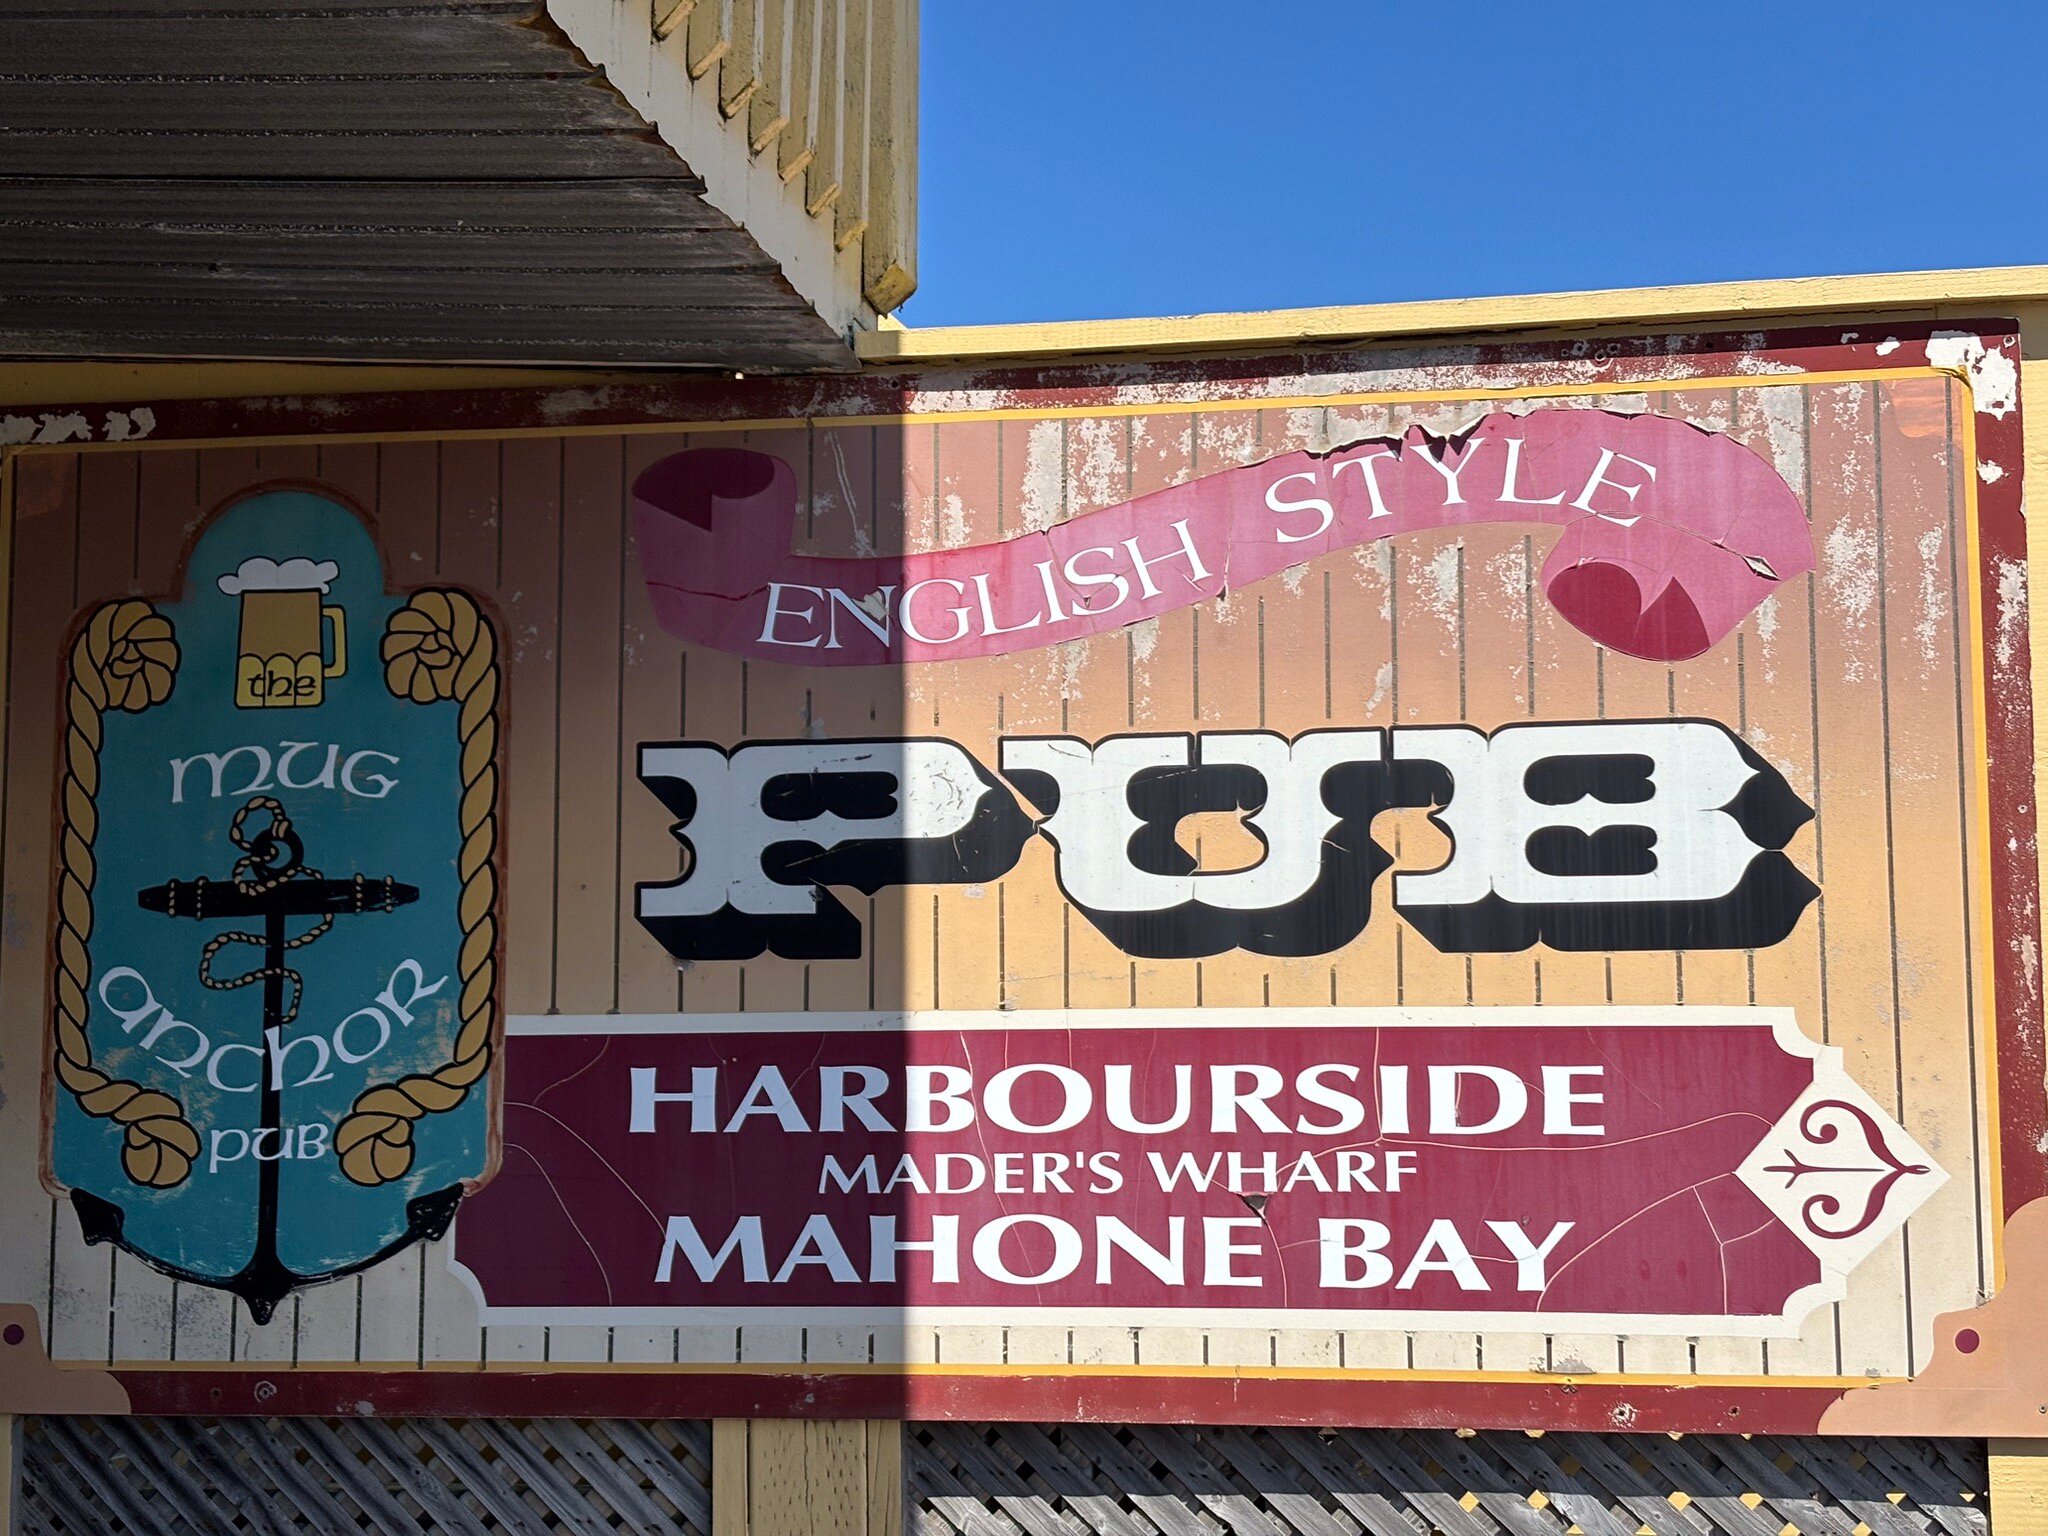 the
MUG
ANCHOR
PUB
ENGLISH STYLE
PUB
HARBOURSIDE
MADER'S WHARF
MAHONE BAY